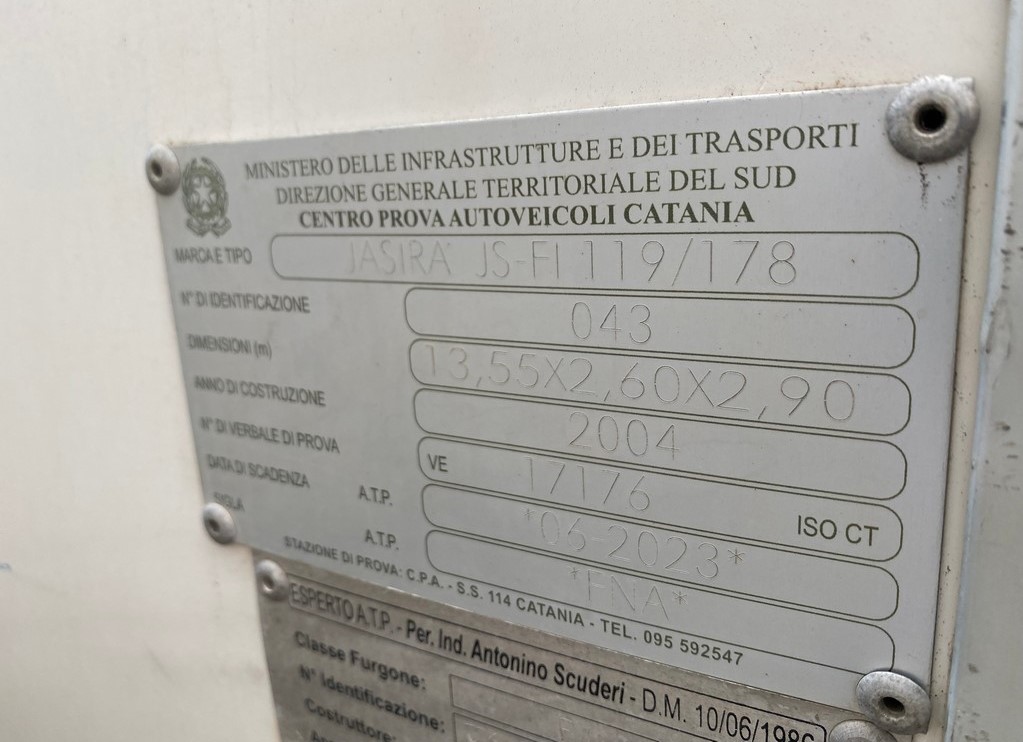 MINISTERO DELLE INFRASTRUTTURE E DEI TRASPORTI
DIREZIONE GENERALE TERRITORIALE DEL SUD
CENTRO PROVA AUTOVEICOLI CATANIA
MARCA E TIPO JASIRA' JS-FI 119/178
N° DI IDENTIFICAZIONE 043
DIMENSIONI (m) 13,55X2,60X2,90
ANNO DI COSTRUZIONE 2004
N° DI VERBALE DI PROVA VE 17176 ISO CT
DATA DI SCADENZA A.T.P. *06-2023*
SIGLA A.T.P. *FNA*
STAZIONE DI PROVA: C.P.A. - S.S. 114 CATANIA - TEL. 095 592547
ESPERTO A.T.P. - Per. Ind. Antonino Scuderi - D.M. 10/06/1986
Classe Furgone:
N° Identificazione:
Costruttore: